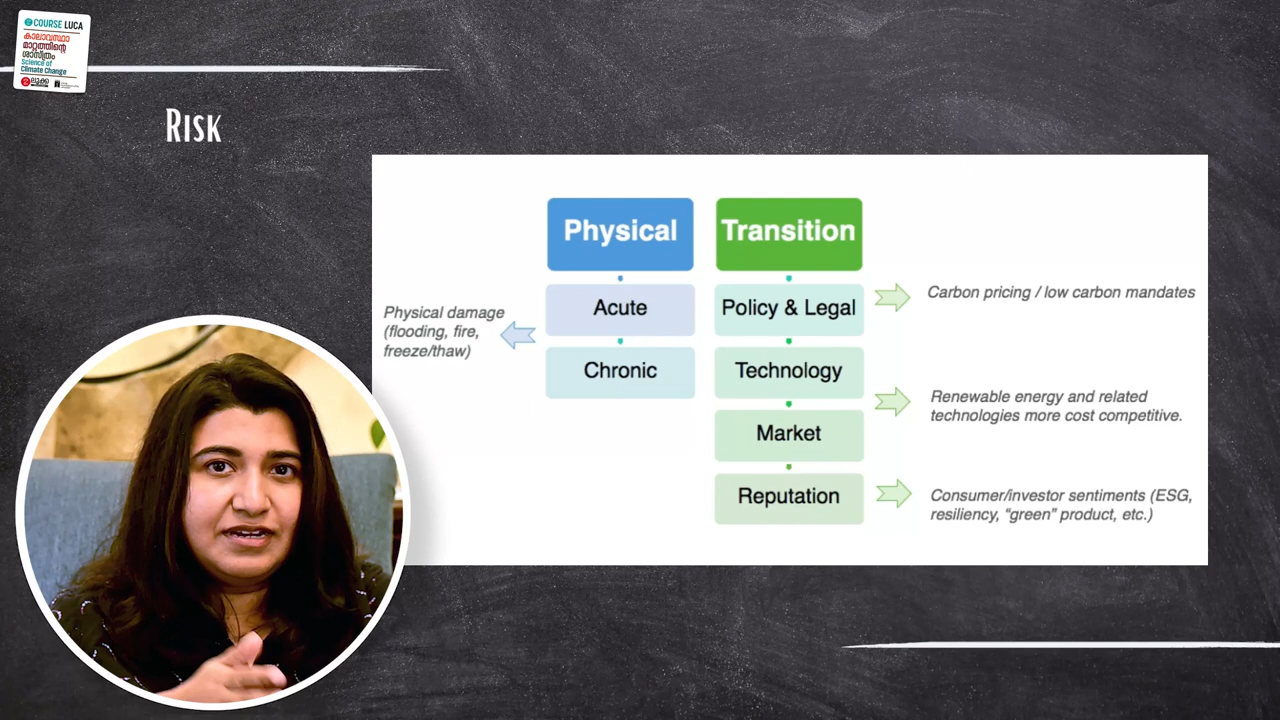 COURSE LUCA
കാലാവസ്ഥാ
മാറ്റത്തിന്റെ
ശാസ്ത്രം
Science of
Climate Change
ലൂക്ക
RISK
Physical
Transition
Acute
Chronic
Physical damage
(flooding, fire,
freeze/thaw)
Policy & Legal
Technology
Market
Reputation
Carbon pricing / low carbon mandates
Renewable energy and related
technologies more cost competitive.
Consumer/investor sentiments (ESG,
resiliency, “green” product, etc.)